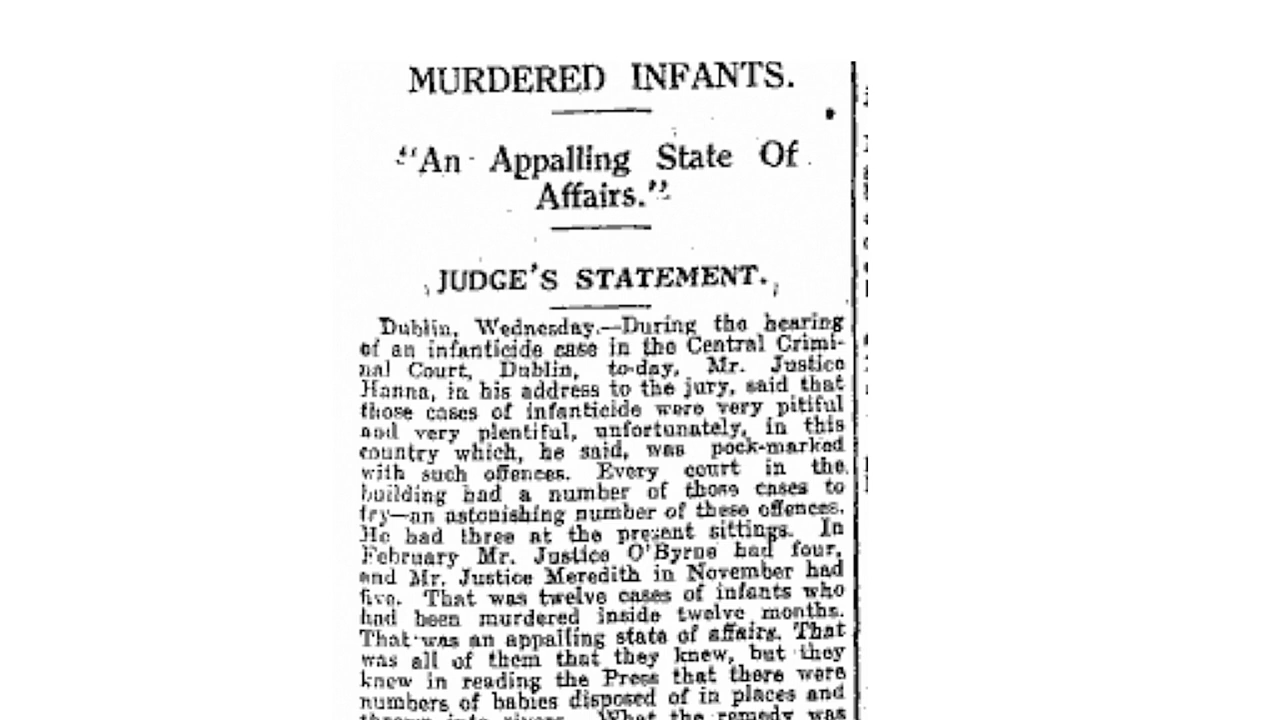 MURDERED INFANTS.
"An Appalling State Of
Affairs."
JUDGE'S STATEMENT.
Dublin, Wednesday.—During the hearing
of an infanticide case in the Central Crimi-
nal Court, Dublin, to-day, Mr. Justice
Hanna, in his address to the jury, said that
those cases of infanticide were very pitiful
and very plentiful, unfortunately, in this
country which, he said, was pock-marked
with such offences. Every court in the
building had a number of those cases to
try—an astonishing number of these offences.
He had three at the present sittings. In
February Mr. Justice O'Byrne had four,
and Mr. Justice Meredith in November had
five. That was twelve cases of infants who
had been murdered inside twelve months.
That was an appalling state of affairs. That
was all of them that they knew, but they
knew in reading the Press that there were
numbers of babies disposed of in places and
thrown into rivers. What the remedy was